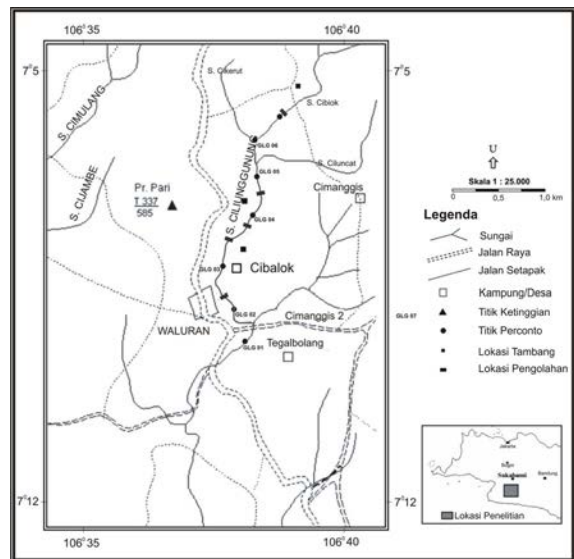 106°35
106°40
7°5
7°5
S. Cikerut
S. CIMULANG
S. Cibiok
GLG 06
S. CILIUNGGUNUNG
S. Ciluncat
GLG 05
S. CIJAMBE
Pr. Pari
T 337
585
Cimanggis
GLG 04
GLG 03
Cibalok
GLG 02
Cimanggis 2
WALURAN
GLG 01
Tegalbolang
GLG 07
7°12
7°12
106°35
106°40
U
Skala 1 : 25.000
0
0,5
1,0 km
Legenda
Sungai
Jalan Raya
Jalan Setapak
Kampung/Desa
Titik Ketinggian
Titik Perconto
Lokasi Tambang
Lokasi Pengolahan
Jakarta
Bogor
Sukabumi
Bandung
Lokasi Penelitian